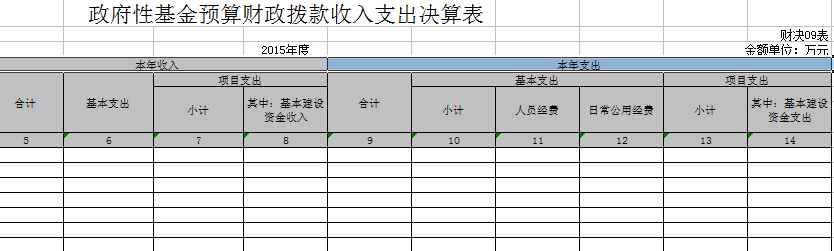 政府性基金预算财政拨款收入支出决算表
财决09表
2015年度 金额单位：万元
本年收入 本年支出
项目支出 基本支出 项目支出
合计 基本支出 小计 其中：基本建设资金收入 合计 小计 人员经费 日常公用经费 小计 其中：基本建设资金支出
5 6 7 8 9 10 11 12 13 14